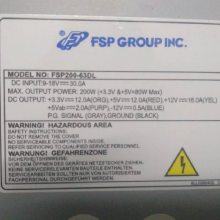 FSP FSP GROUP INC.
MODEL NO: FSP200-63DL
DC INPUT:9-18V⎓30.0A
MAX. OUTPUT POWER: 200W (+3.3V &+5V=80W Max)
DC OUTPUT: +3.3V⎓12.0A(ORG), +5V⎓12.0A(RED), +12V⎓16.0A(YEL)
+5Vsb⎓2.0A(PURPLE), -12V⎓0.5A(BLUE)
P.G. SIGNAL (GRAY),GROUND (BLACK)
WARNING! HAZARDOUS AREA
SAFETY INSTRUCTIONS:
DO NOT REMOVE THIS COVER.
NO SERVICEABLE COMPONENTS INSIDE.
WARNUNG! GEFAHRENZONE
SICHERHEITSHINWEIS: